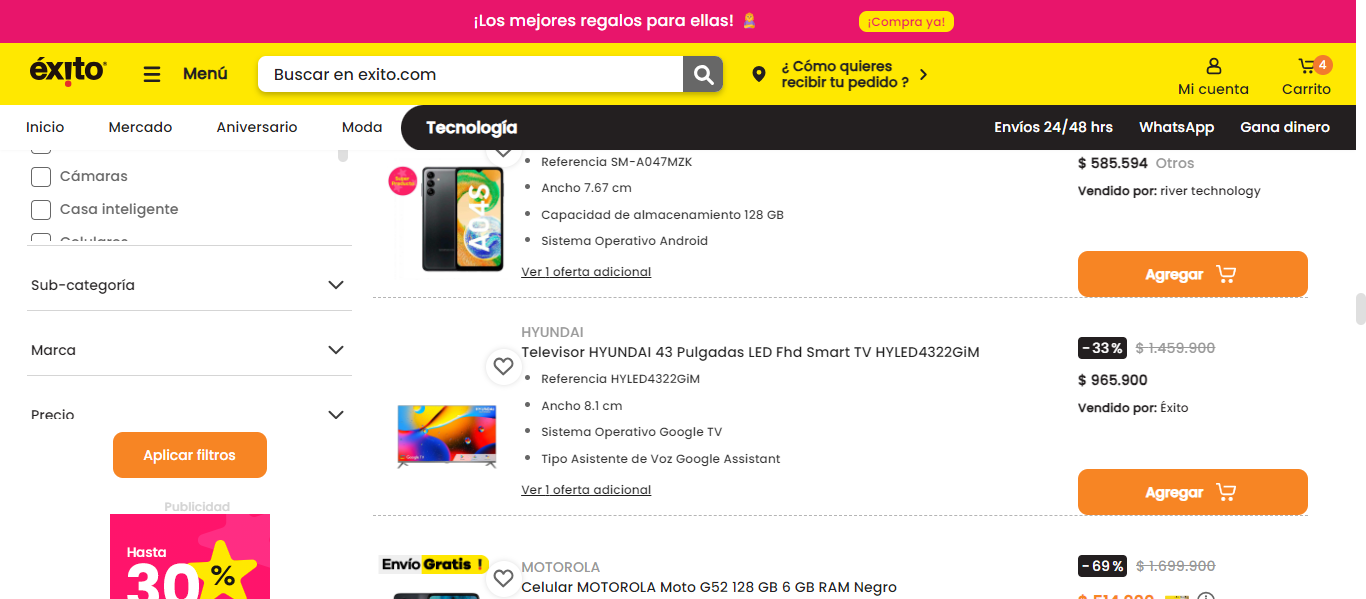 ¡Los mejores regalos para ellas!
¡Compra ya!
éxito
Menú
Buscar en exito.com
¿ Cómo quieres
recibir tu pedido ?
Mi cuenta
4
Carrito
Inicio
Mercado
Aniversario
Moda
Tecnología
Envíos 24/48 hrs
WhatsApp
Gana dinero
Cámaras
Casa inteligente
Celulares
Sub-categoría
Marca
Precio
Aplicar filtros
Publicidad
Hasta
30%
Super
Producto
A04S
Referencia SM-A047MZK
Ancho 7.67 cm
Capacidad de almacenamiento 128 GB
Sistema Operativo Android
Ver 1 oferta adicional
$ 585.594 Otros
Vendido por: river technology
Agregar
HYUNDAI
Televisor HYUNDAI 43 Pulgadas LED Fhd Smart TV HYLED4322GiM
Referencia HYLED4322GiM
Ancho 8.1 cm
Sistema Operativo Google TV
Tipo Asistente de Voz Google Assistant
Ver 1 oferta adicional
-33% $ 1.459.900
$ 965.900
Vendido por: Éxito
Agregar
Envío Gratis !
MOTOROLA
Celular MOTOROLA Moto G52 128 GB 6 GB RAM Negro
-69% $ 1.699.900